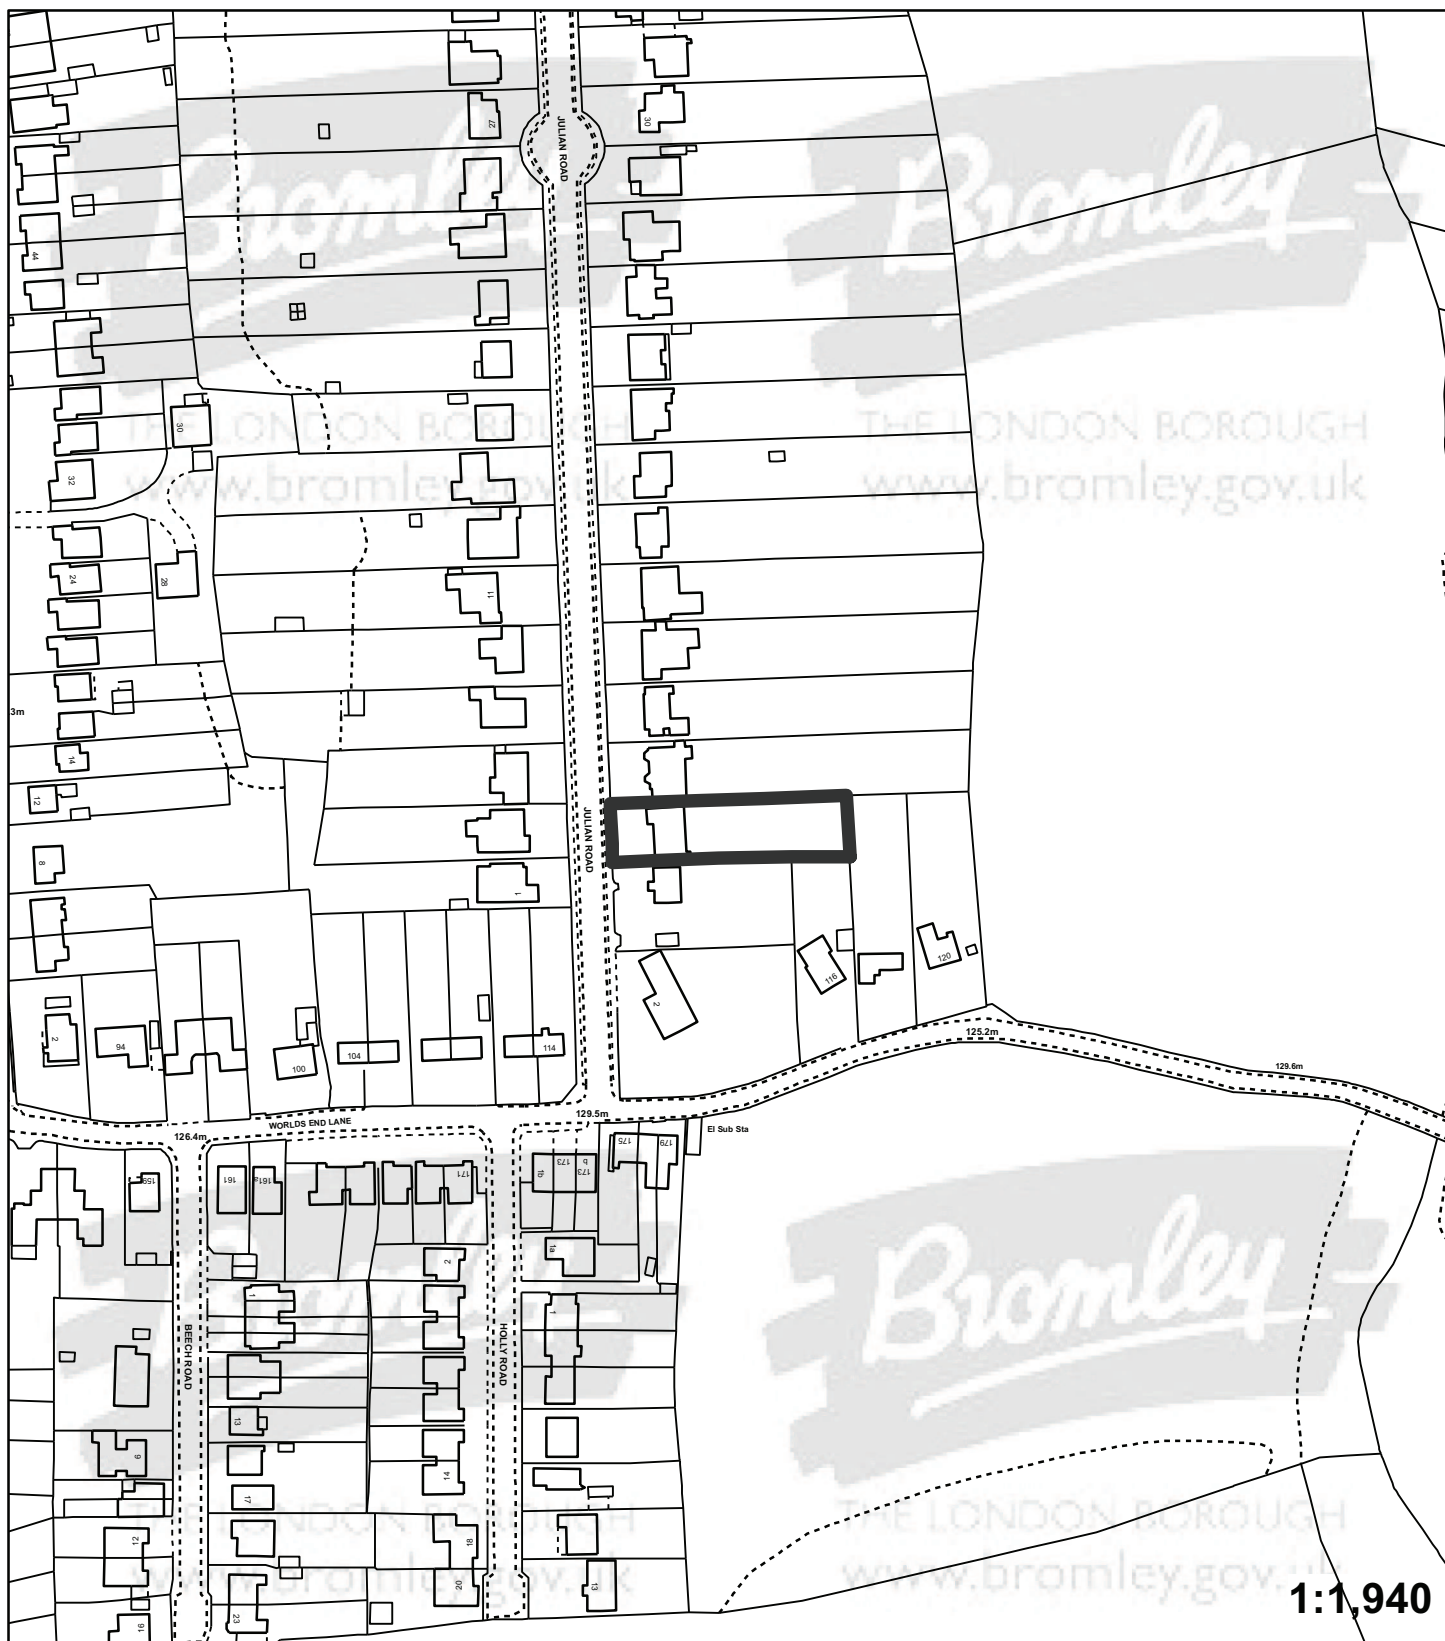 27
JULIAN ROAD
30
Bromley
Bromley
44
THE LONDON BOROUGH
www.bromley.gov.uk
THE LONDON BOROUGH
www.bromley.gov.uk
30
32
24
28
11
3m
14
12
8
JULIAN ROAD
1
2
116
120
2
94
100
104
114
125.2m
129.6m
129.5m
WORLDS END LANE
126.4m
El Sub Sta
159
161
161a
171
1b
173
173
b
175
179
1a
2
1
1
BEECH ROAD
HOLLY ROAD
Bromley
Bromley
13
9
14
17
THE LONDON BOROUGH
www.bromley.gov.uk
THE LONDON BOROUGH
www.bromley.gov.uk
12
18
20
13
23
16
1:1,940